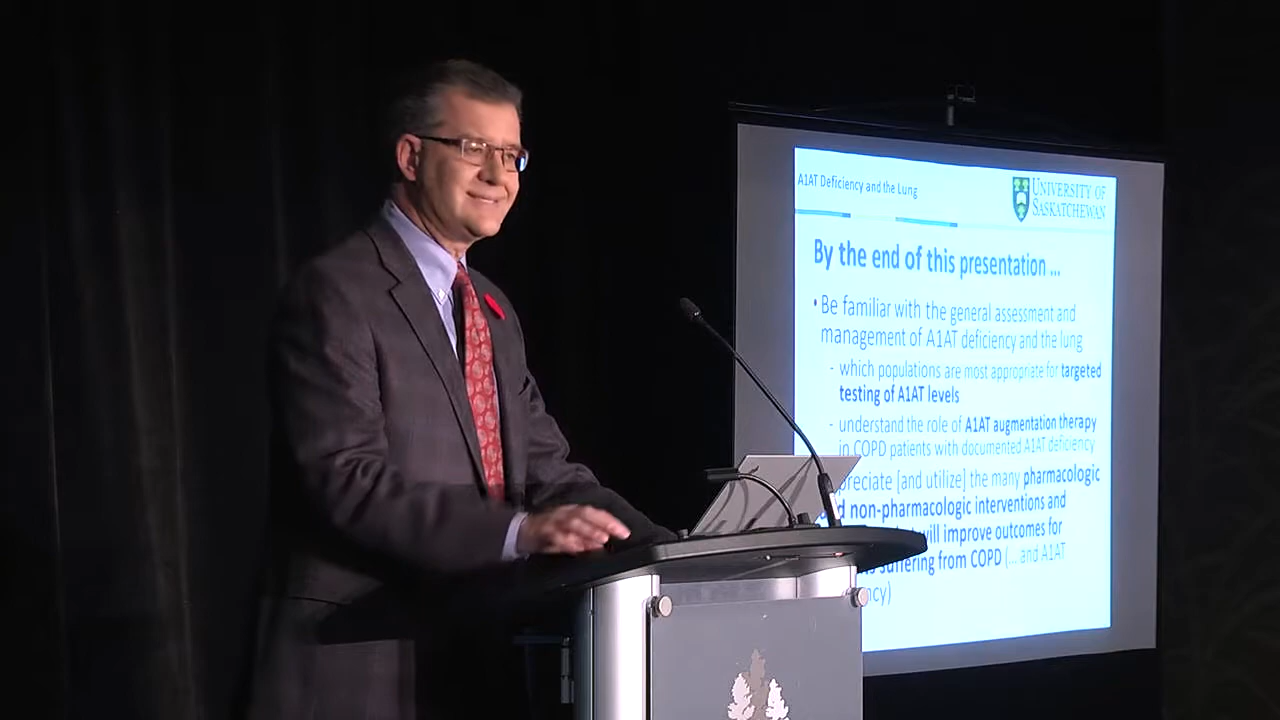 A1AT Deficiency and the Lung
UNIVERSITY OF
SASKATCHEWAN
By the end of this presentation ...
• Be familiar with the general assessment and
management of A1AT deficiency and the lung
- which populations are most appropriate for targeted
testing of A1AT levels
- understand the role of A1AT augmentation therapy
in COPD patients with documented A1AT deficiency
[and utilize] the many pharmacologic
non-pharmacologic interventions and
will improve outcomes for
suffering from COPD (... and A1AT